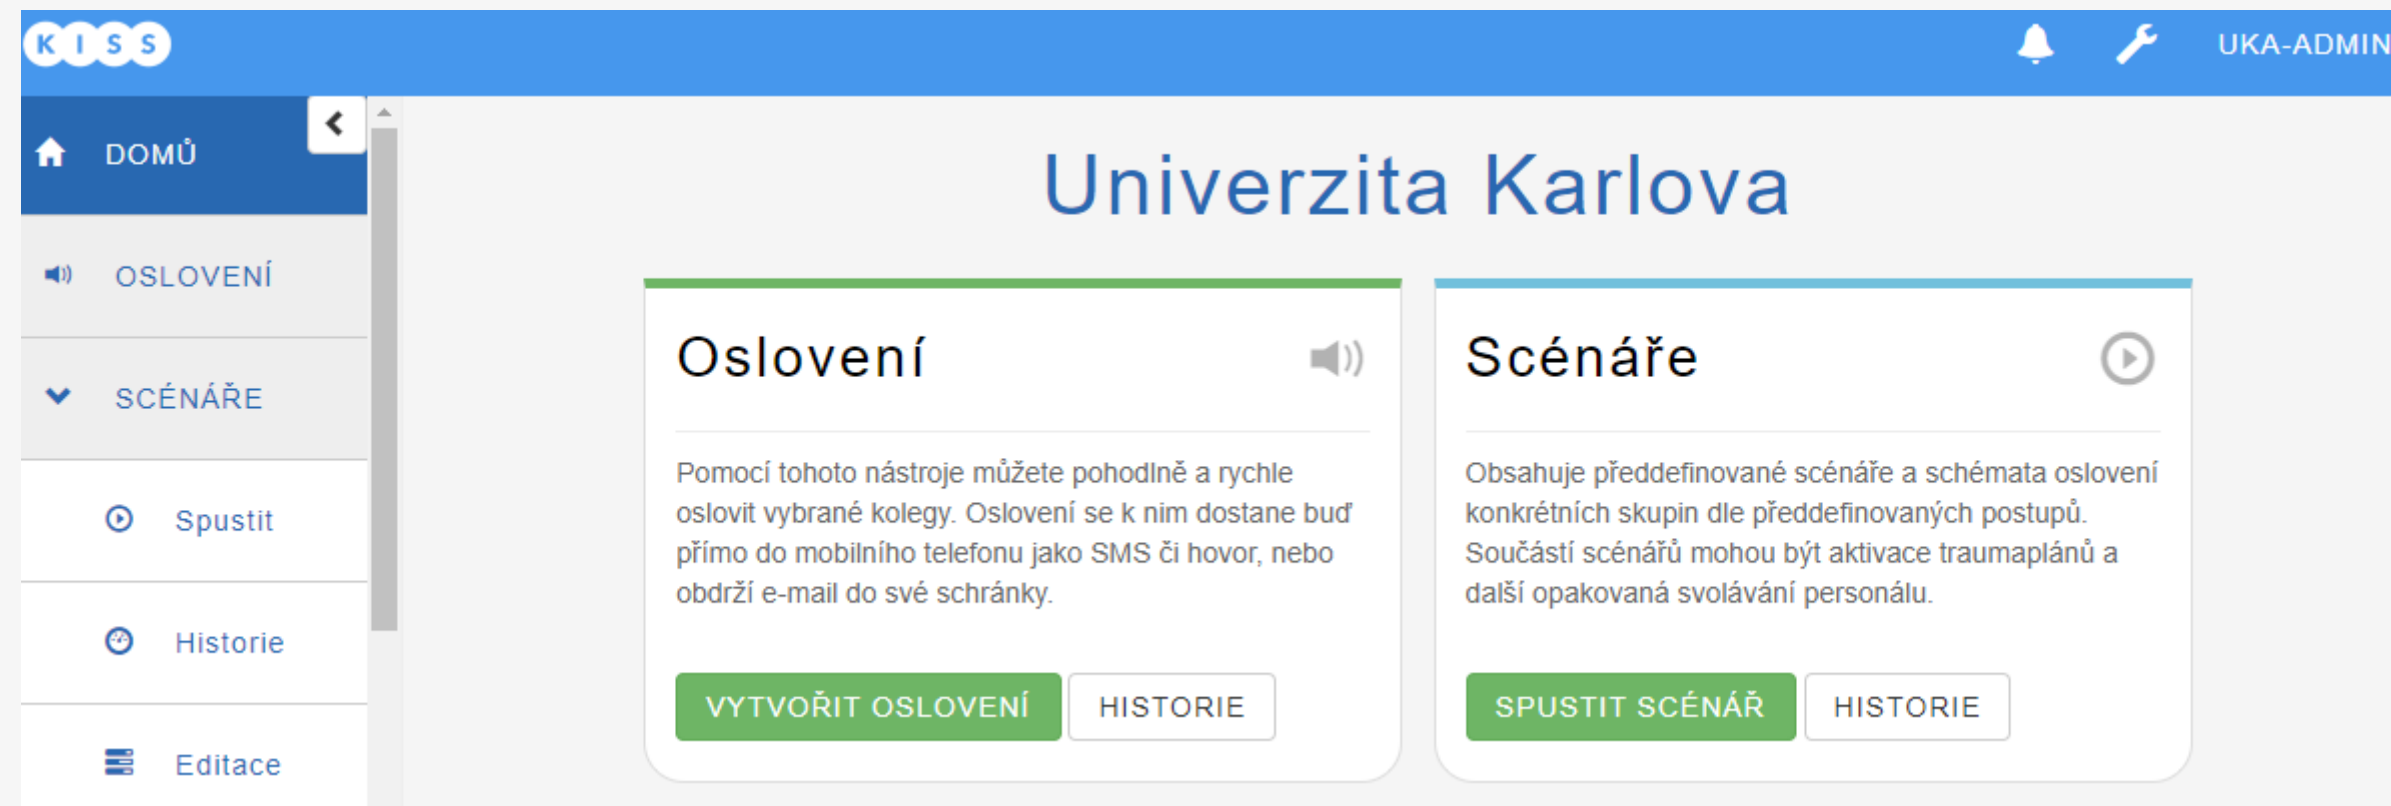 KISS
UKA-ADMIN
DOMŮ
OSLOVENÍ
SCÉNÁŘE
Spustit
Historie
Editace
Univerzita Karlova
Oslovení
Pomocí tohoto nástroje můžete pohodlně a rychle
oslovit vybrané kolegy. Oslovení se k nim dostane buď
přímo do mobilního telefonu jako SMS či hovor, nebo
obdrží e-mail do své schránky.
VYTVOŘIT OSLOVENÍ
HISTORIE
Scénáře
Obsahuje předdefinované scénáře a schémata oslovení
konkrétních skupin dle předdefinovaných postupů.
Součástí scénářů mohou být aktivace traumaplánů a
další opakovaná svolávání personálu.
SPUSTIT SCÉNÁŘ
HISTORIE